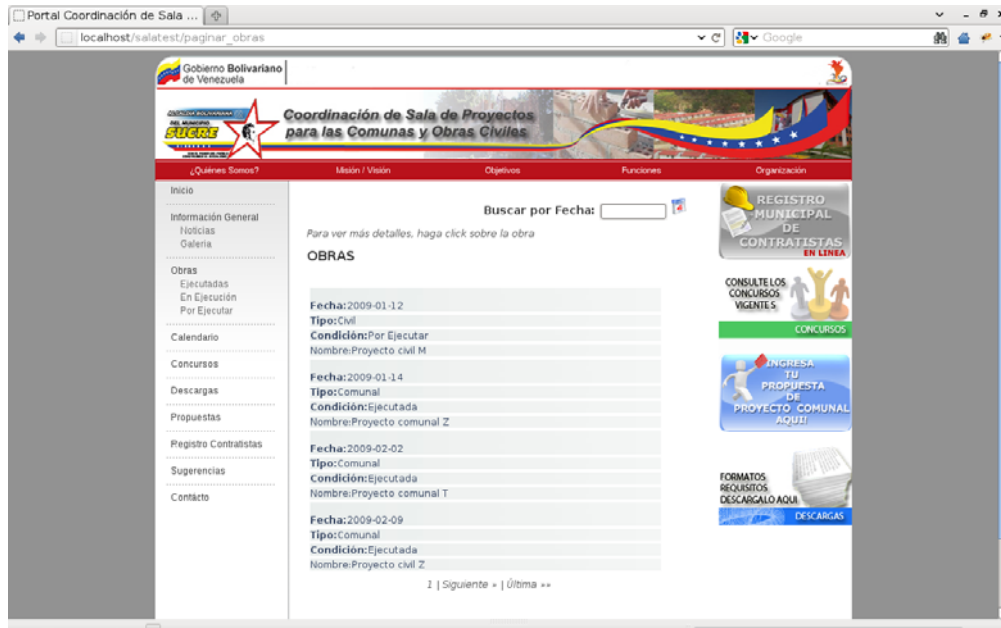 Portal Coordinación de Sala ...
localhost/salatest/paginar_obras
Google
Gobierno Bolivariano
de Venezuela
DEL MUNICIPIO
SUCRE
Coordinación de Sala de Proyectos
para las Comunas y Obras Civiles
¿Quiénes Somos?
Misión / Visión
Objetivos
Funciones
Organización
Inicio
Información General
Noticias
Galeria
Obras
Ejecutadas
En Ejecución
Por Ejecutar
Calendario
Concursos
Descargas
Propuestas
Registro Contratistas
Sugerencias
Contácto
Buscar por Fecha:
Para ver más detalles, haga click sobre la obra
OBRAS
Fecha:2009-01-12
Tipo:Civil
Condición:Por Ejecutar
Nombre:Proyecto civil M
Fecha:2009-01-14
Tipo:Comunal
Condición:Ejecutada
Nombre:Proyecto comunal Z
Fecha:2009-02-02
Tipo:Comunal
Condición:Ejecutada
Nombre:Proyecto comunal T
Fecha:2009-02-09
Tipo:Comunal
Condición:Ejecutada
Nombre:Proyecto civil Z
1 | Siguiente » | Última »»
REGISTRO
MUNICIPAL
DE
CONTRATISTAS
EN LINEA
CONSULTE LOS
CONCURSOS
VIGENTES
CONCURSOS
INGRESA
TU
PROPUESTA
DE
PROYECTO COMUNAL
AQUI!
FORMATOS
REQUISITOS
DESCARGALO AQUI
DESCARGAS